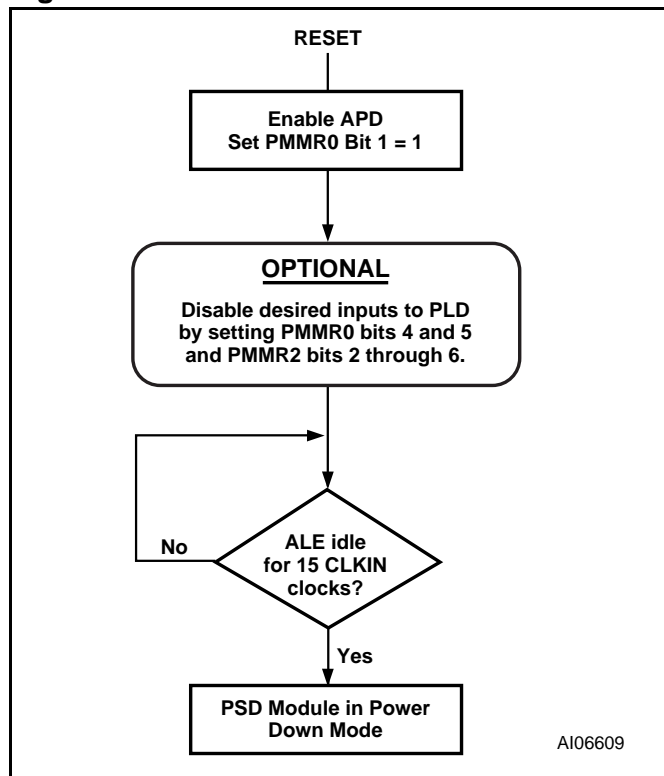 RESET
Enable APD
Set PMMR0 Bit 1 = 1
OPTIONAL
Disable desired inputs to PLD
by setting PMMR0 bits 4 and 5
and PMMR2 bits 2 through 6.
No
ALE idle
for 15 CLKIN
clocks?
Yes
PSD Module in Power
Down Mode
AI06609